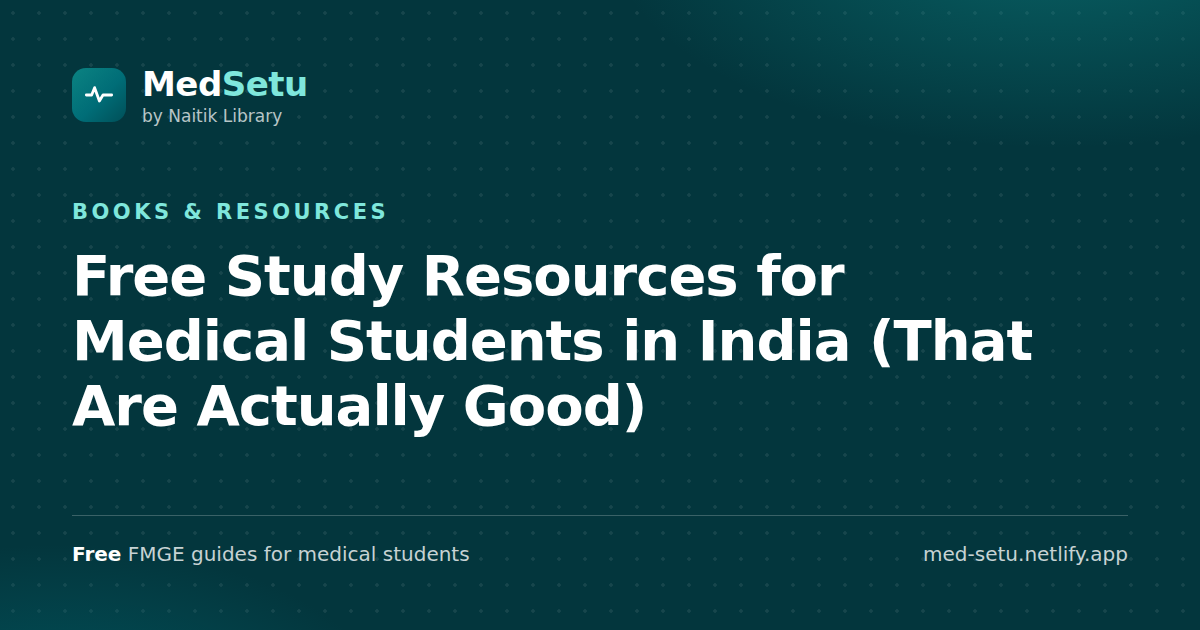 MedSetu
by Naitik Library
BOOKS & RESOURCES
Free Study Resources for
Medical Students in India (That
Are Actually Good)
Free FMGE guides for medical students
med-setu.netlify.app